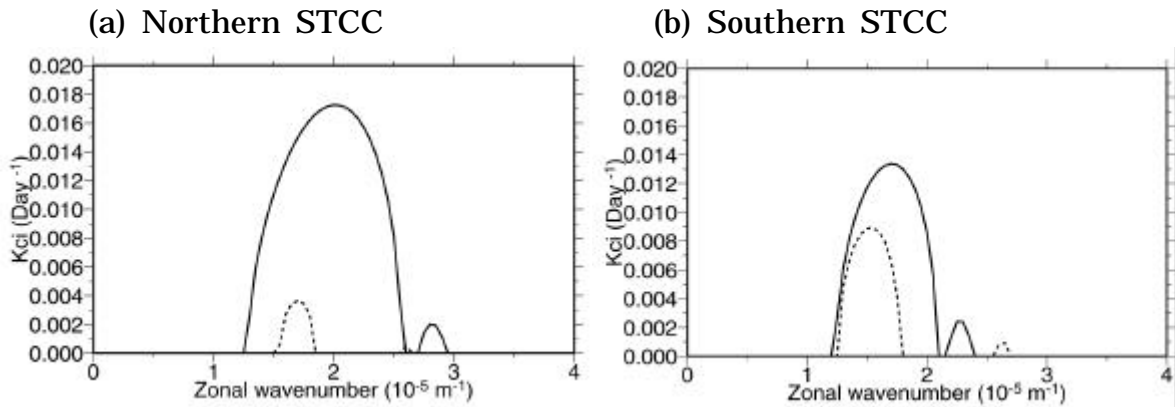 (a) Northern STCC
0.020
0.018
0.016
0.014
0.012
0.010
0.008
0.006
0.004
0.002
0.000
Kci (Day⁻¹)
0 1 2 3 4
Zonal wavenumber (10⁻⁵ m⁻¹)
(b) Southern STCC
0.020
0.018
0.016
0.014
0.012
0.010
0.008
0.006
0.004
0.002
0.000
Kci (Day⁻¹)
0 1 2 3 4
Zonal wavenumber (10⁻⁵ m⁻¹)